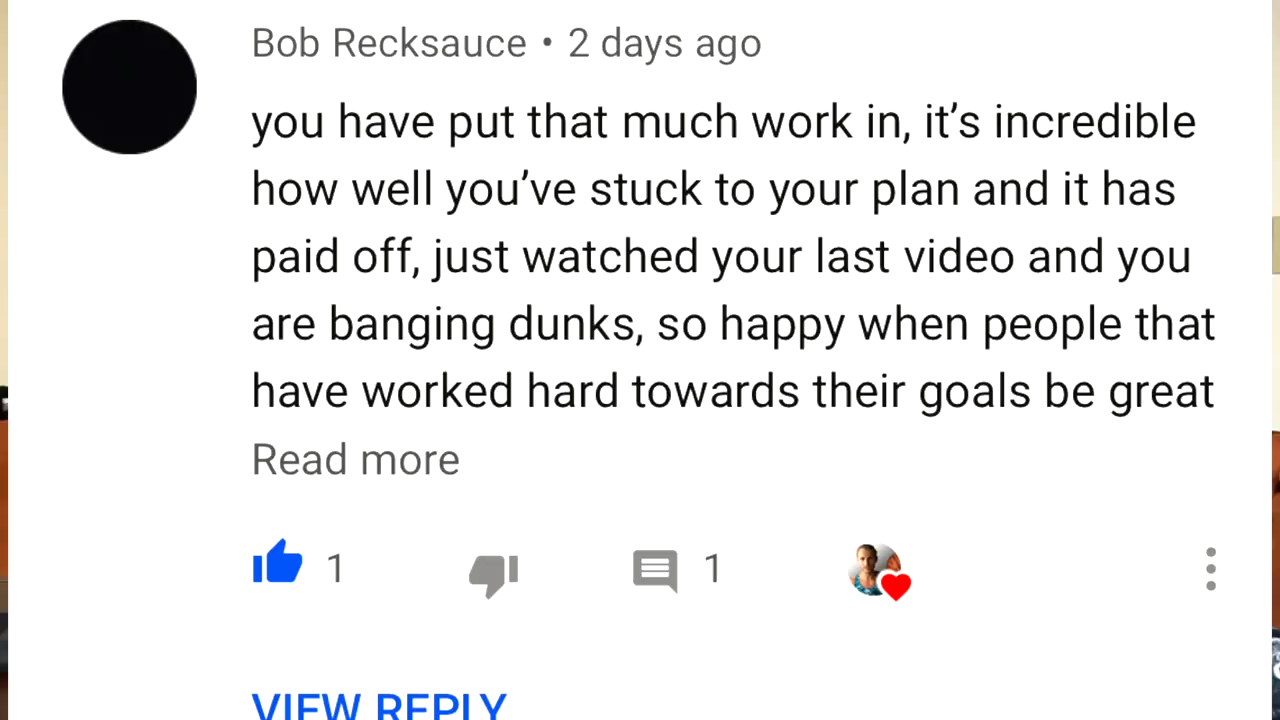 Bob Recksauce • 2 days ago
you have put that much work in, it’s incredible
how well you’ve stuck to your plan and it has
paid off, just watched your last video and you
are banging dunks, so happy when people that
have worked hard towards their goals be great
Read more
1
1
VIEW REPLY